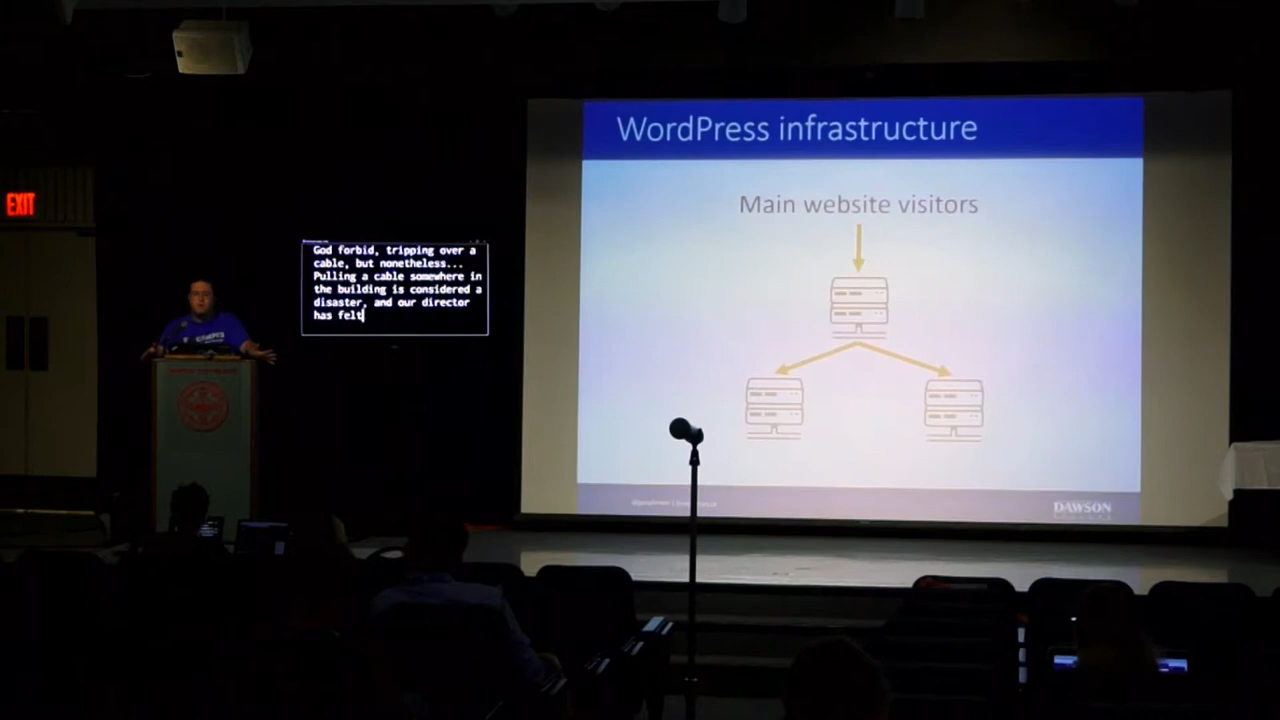 WordPress infrastructure
Main website visitors
EXIT
God forbid, tripping over a
cable, but nonetheless...
Pulling a cable somewhere in
the building is considered a
disaster, and our director
has felt
DAWSON